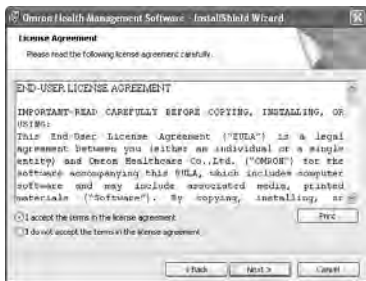 Omron Health Management Software - InstallShield Wizard
License Agreement
Please read the following license agreement carefully.
END-USER LICENSE AGREEMENT
IMPORTANT-READ CAREFULLY BEFORE COPYING, INSTALLING, OR
USING:
This End-User License Agreement ("EULA") is a legal
agreement between you (either an individual or a single
entity) and Omron Healthcare Co.,Ltd. ("OMRON") for the
software accompanying this EULA, which includes computer
software and may include associated media, printed
materials ("Software"). By copying, installing, or
I accept the terms in the license agreement
Print
I do not accept the terms in the license agreement
< Back
Next >
Cancel